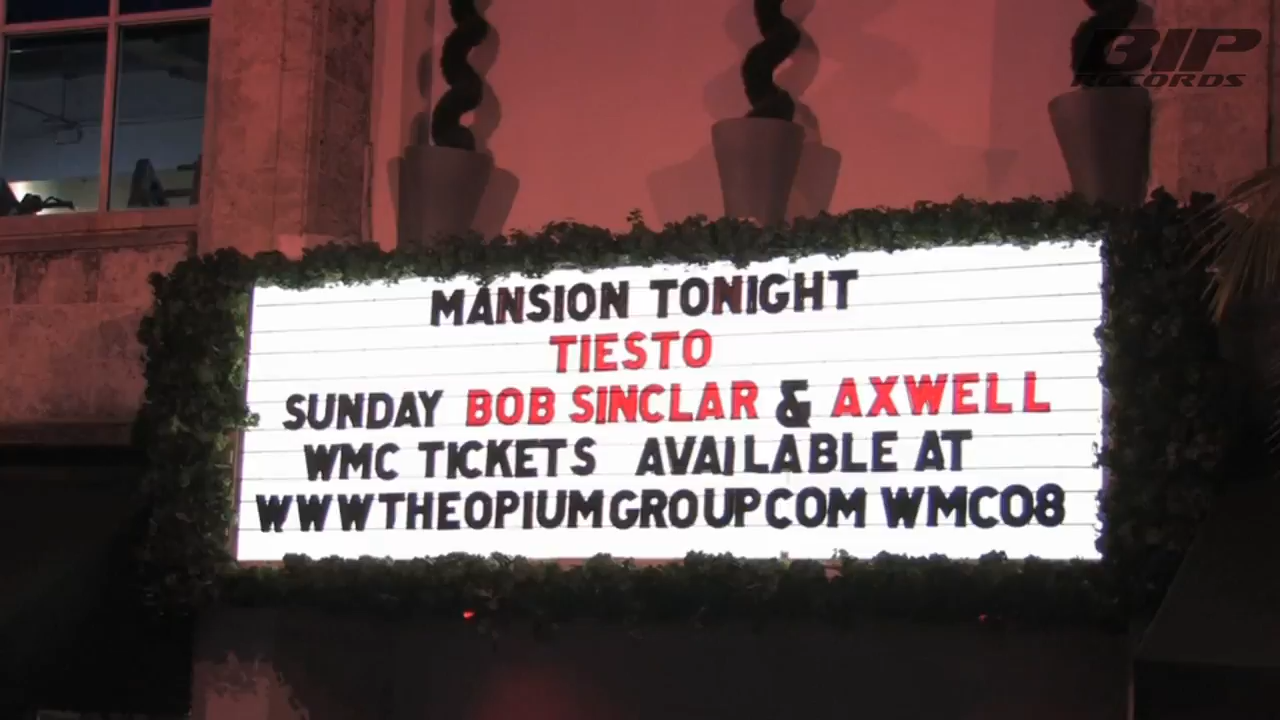 BIP
RECORDS
MANSION TONIGHT
TIESTO
SUNDAY BOB SINCLAR & AXWELL
WMC TICKETS AVAILABLE AT
WWWTHEOPIUMGROUPCOM WMC08